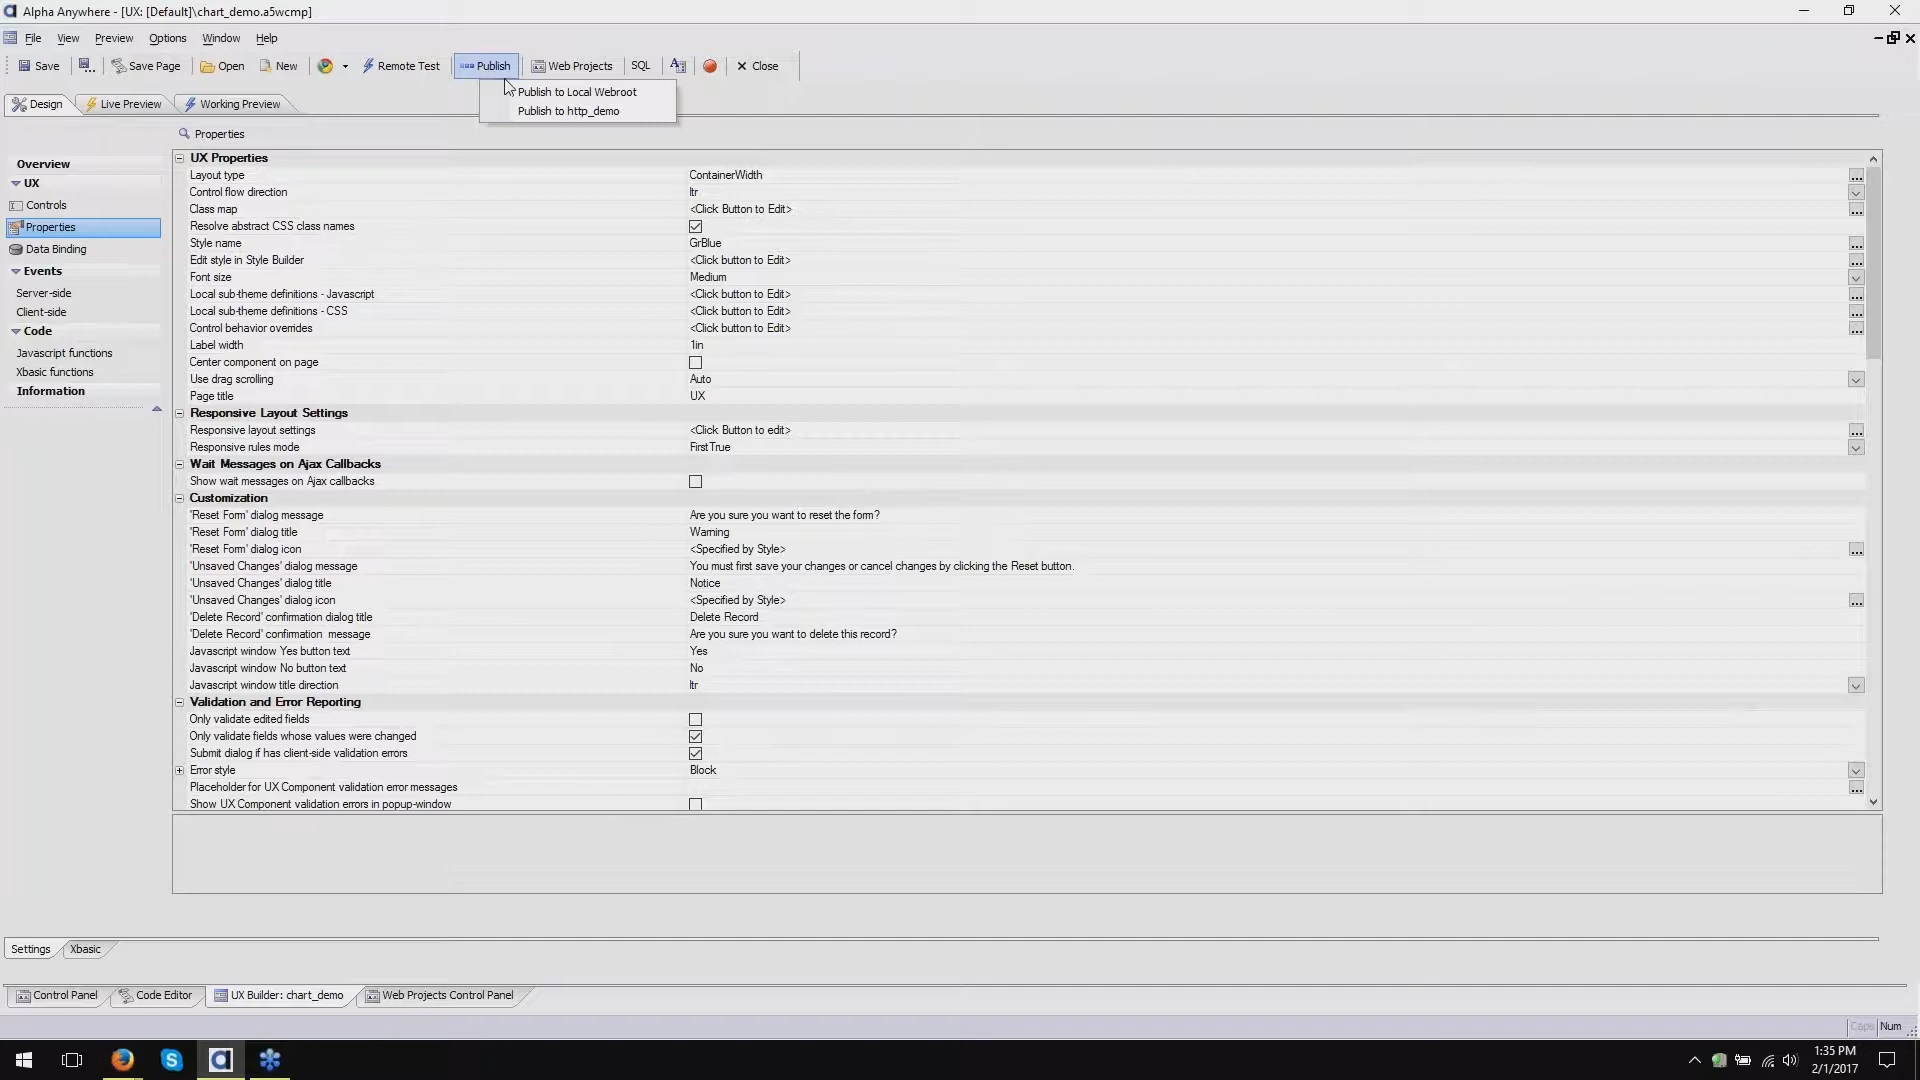 Alpha Anywhere - [UX: [Default]\chart_demo.a5wcmp]
File View Preview Options Window Help
Save Save Page Open New Remote Test Publish Web Projects SQL Close
Publish to Local Webroot
Publish to http_demo
Design Live Preview Working Preview
Properties
Overview
UX
Controls
Properties
Data Binding
Events
Server-side
Client-side
Code
Javascript functions
Xbasic functions
Information
UX Properties
Layout type ContainerWidth
Control flow direction ltr
Class map <Click Button to Edit>
Resolve abstract CSS class names
Style name GrBlue
Edit style in Style Builder <Click button to Edit>
Font size Medium
Local sub-theme definitions - Javascript <Click button to Edit>
Local sub-theme definitions - CSS <Click button to Edit>
Control behavior overrides <Click button to Edit>
Label width 1in
Center component on page
Use drag scrolling Auto
Page title UX
Responsive Layout Settings
Responsive layout settings <Click Button to edit>
Responsive rules mode FirstTrue
Wait Messages on Ajax Callbacks
Show wait messages on Ajax callbacks
Customization
'Reset Form' dialog message Are you sure you want to reset the form?
'Reset Form' dialog title Warning
'Reset Form' dialog icon <Specified by Style>
'Unsaved Changes' dialog message You must first save your changes or cancel changes by clicking the Reset button.
'Unsaved Changes' dialog title Notice
'Unsaved Changes' dialog icon <Specified by Style>
'Delete Record' confirmation dialog title Delete Record
'Delete Record' confirmation message Are you sure you want to delete this record?
Javascript window Yes button text Yes
Javascript window No button text No
Javascript window title direction ltr
Validation and Error Reporting
Only validate edited fields
Only validate fields whose values were changed
Submit dialog if has client-side validation errors
Error style Block
Placeholder for UX Component validation error messages
Show UX Component validation errors in popup-window
Settings Xbasic
Control Panel Code Editor UX Builder: chart_demo Web Projects Control Panel
Caps Num
1:35 PM
2/1/2017